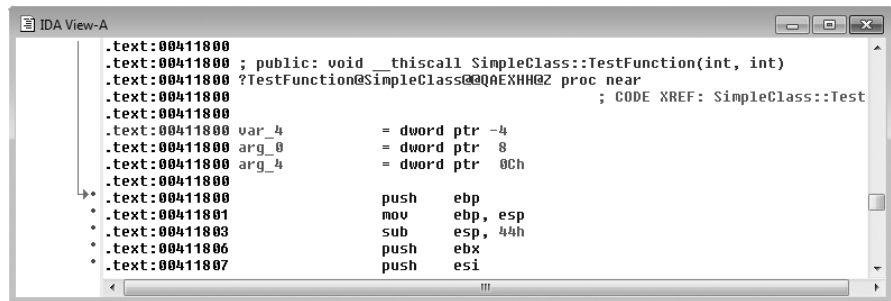 IDA View-A
.text:00411800
.text:00411800 ; public: void __thiscall SimpleClass::TestFunction(int, int)
.text:00411800 ?TestFunction@SimpleClass@@QAEXHH@Z proc near
.text:00411800 ; CODE XREF: SimpleClass::Test
.text:00411800
.text:00411800 var_4 = dword ptr -4
.text:00411800 arg_0 = dword ptr 8
.text:00411800 arg_4 = dword ptr 0Ch
.text:00411800
.text:00411800 push ebp
.text:00411801 mov ebp, esp
.text:00411803 sub esp, 44h
.text:00411806 push ebx
.text:00411807 push esi